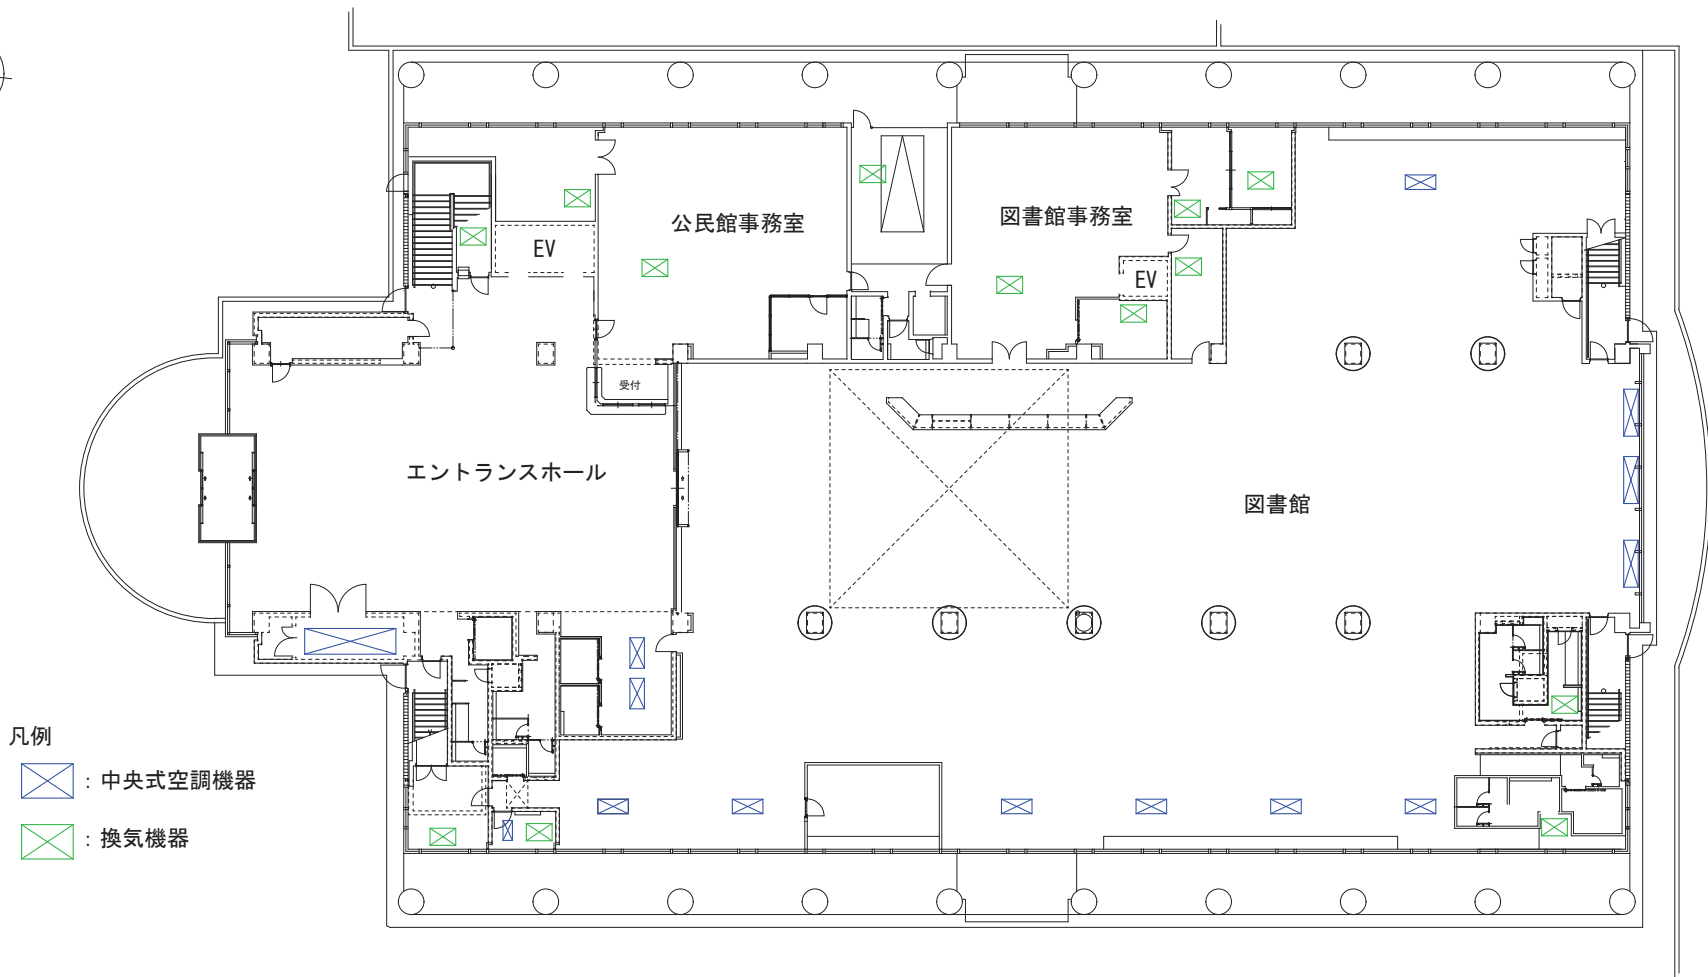 公民館事務室
図書館事務室
EV
EV
受付
エントランスホール
図書館
凡例
：中央式空調機器
：換気機器